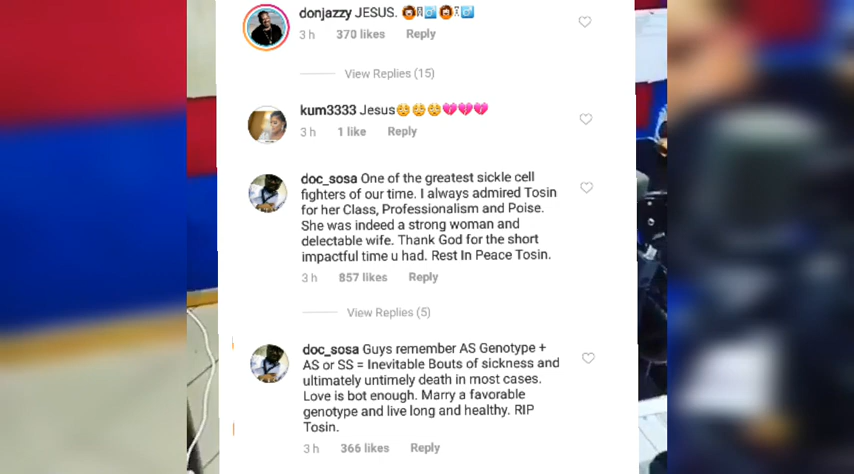 donjazzy JESUS. 🤦🏻‍♂️🤦🏻‍♂️
3 h 370 likes Reply
View Replies (15)
kum3333 Jesus😳😳😳💔💔💔
3 h 1 like Reply
doc_sosa One of the greatest sickle cell
fighters of our time. I always admired Tosin
for her Class, Professionalism and Poise.
She was indeed a strong woman and
delectable wife. Thank God for the short
impactful time u had. Rest In Peace Tosin.
3 h 857 likes Reply
View Replies (5)
doc_sosa Guys remember AS Genotype +
AS or SS = Inevitable Bouts of sickness and
ultimately untimely death in most cases.
Love is bot enough. Marry a favorable
genotype and live long and healthy. RIP
Tosin.
3 h 366 likes Reply